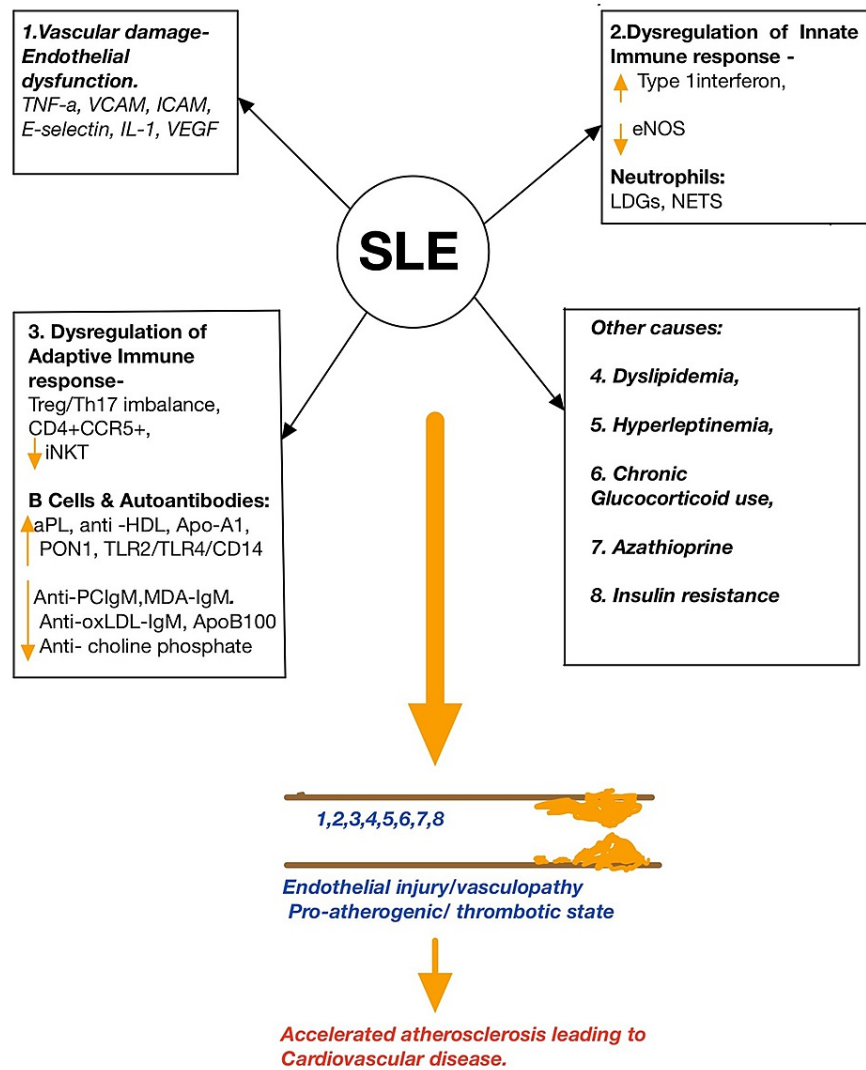 1.Vascular damage-
Endothelial
dysfunction.
TNF-a, VCAM, ICAM,
E-selectin, IL-1, VEGF
2.Dysregulation of Innate
Immune response -
Type 1interferon,
eNOS
Neutrophils:
LDGs, NETS
SLE
3. Dysregulation of
Adaptive Immune
response-
Treg/Th17 imbalance,
CD4+CCR5+,
iNKT
B Cells & Autoantibodies:
aPL, anti -HDL, Apo-A1,
PON1, TLR2/TLR4/CD14
Anti-PCIgM,MDA-IgM.
Anti-oxLDL-IgM, ApoB100
Anti- choline phosphate
Other causes:
4. Dyslipidemia,
5. Hyperleptinemia,
6. Chronic
Glucocorticoid use,
7. Azathioprine
8. Insulin resistance
1,2,3,4,5,6,7,8
Endothelial injury/vasculopathy
Pro-atherogenic/ thrombotic state
Accelerated atherosclerosis leading to
Cardiovascular disease.